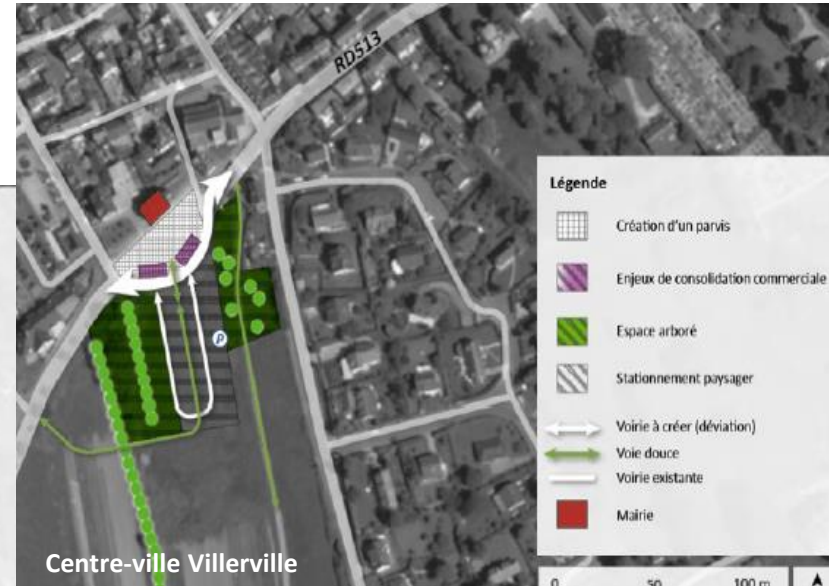 RD513
P
Centre-ville Villerville
Légende
Création d'un parvis
Enjeux de consolidation commerciale
Espace arboré
Stationnement paysager
Voirie à créer (déviation)
Voie douce
Voirie existante
Mairie
0 50 100 m